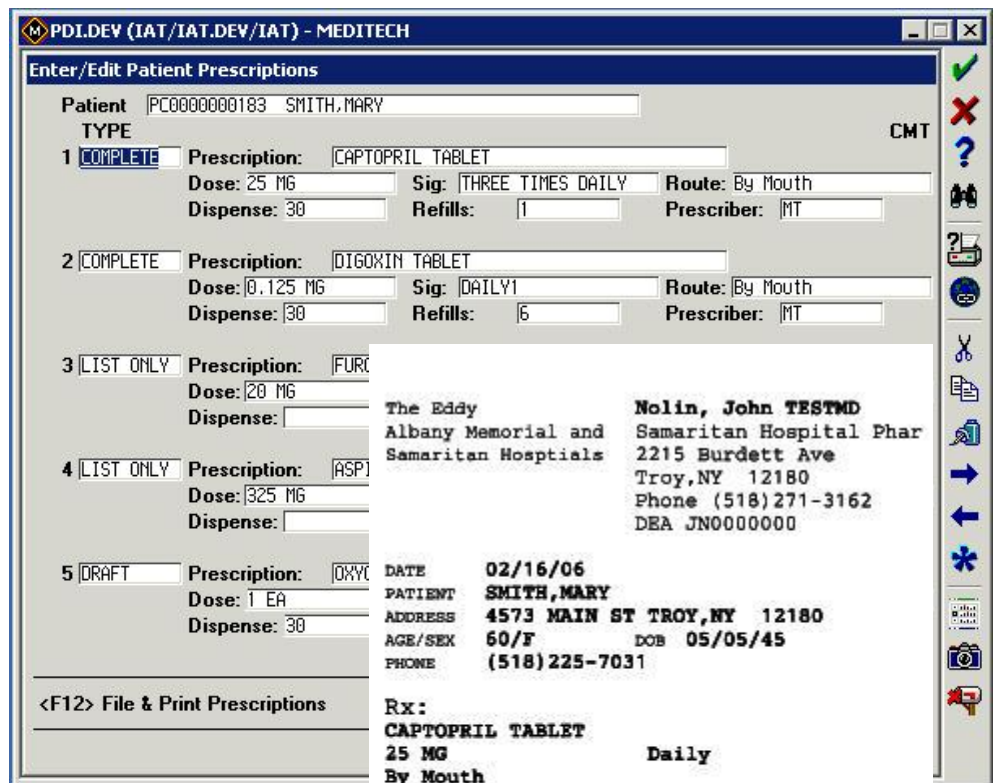 PDI.DEV (IAT/IAT.DEV/IAT) - MEDITECH
Enter/Edit Patient Prescriptions
Patient PC0000000183 SMITH,MARY
TYPE CMT
1 COMPLETE Prescription: CAPTOPRIL TABLET
Dose: 25 MG Sig: THREE TIMES DAILY Route: By Mouth
Dispense: 30 Refills: 1 Prescriber: MT
2 COMPLETE Prescription: DIGOXIN TABLET
Dose: 0.125 MG Sig: DAILY1 Route: By Mouth
Dispense: 30 Refills: 6 Prescriber: MT
3 LIST ONLY Prescription: FURO
Dose: 20 MG
Dispense:
4 LIST ONLY Prescription: ASPI
Dose: 325 MG
Dispense:
5 DRAFT Prescription: OXYC
Dose: 1 EA
Dispense: 30
<F12> File & Print Prescriptions
The Eddy Nolin, John TESTMD
Albany Memorial and Samaritan Hospital Phar
Samaritan Hosptials 2215 Burdett Ave
Troy,NY 12180
Phone (518)271-3162
DEA JN0000000
DATE 02/16/06
PATIENT SMITH,MARY
ADDRESS 4573 MAIN ST TROY,NY 12180
AGE/SEX 60/F DOB 05/05/45
PHONE (518)225-7031
Rx:
CAPTOPRIL TABLET
25 MG Daily
By Mouth